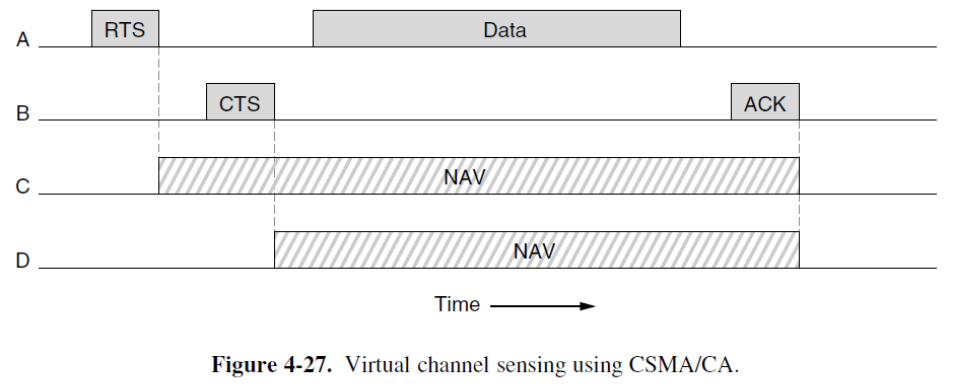 A RTS Data
B CTS ACK
C NAV
D NAV
Time
Figure 4-27. Virtual channel sensing using CSMA/CA.